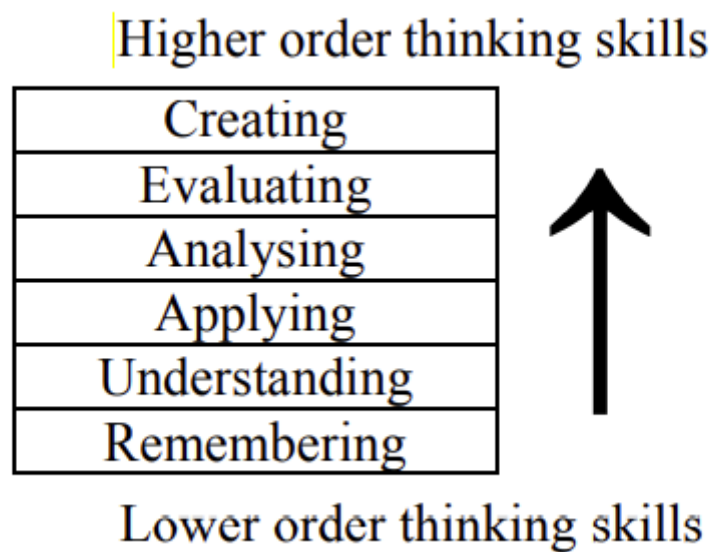 Higher order thinking skills
Creating
Evaluating
Analysing
Applying
Understanding
Remembering
Lower order thinking skills